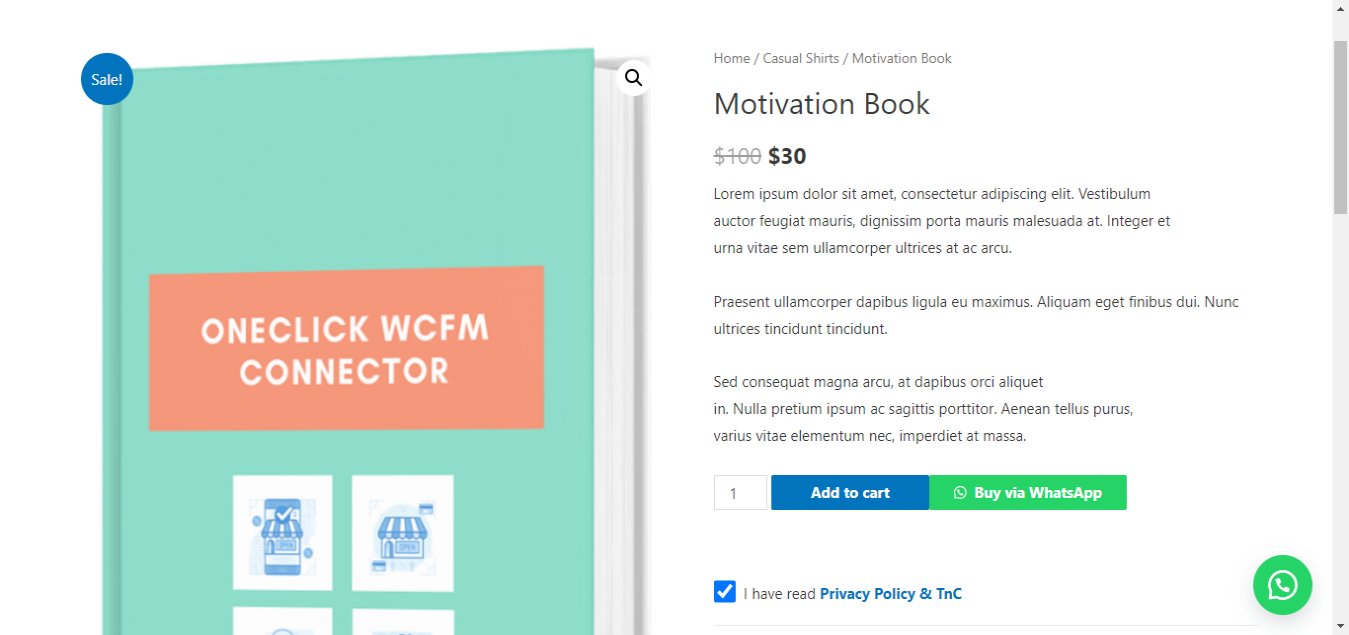 Sale!
ONECLICK WCFM
CONNECTOR
OPEN
OPEN
Home / Casual Shirts / Motivation Book
Motivation Book
$100 $30
Lorem ipsum dolor sit amet, consectetur adipiscing elit. Vestibulum
auctor feugiat mauris, dignissim porta mauris malesuada at. Integer et
urna vitae sem ullamcorper ultrices at ac arcu.
Praesent ullamcorper dapibus ligula eu maximus. Aliquam eget finibus dui. Nunc
ultrices tincidunt tincidunt.
Sed consequat magna arcu, at dapibus orci aliquet
in. Nulla pretium ipsum ac sagittis porttitor. Aenean tellus purus,
varius vitae elementum nec, imperdiet at massa.
1 Add to cart Buy via WhatsApp
I have read Privacy Policy & TnC